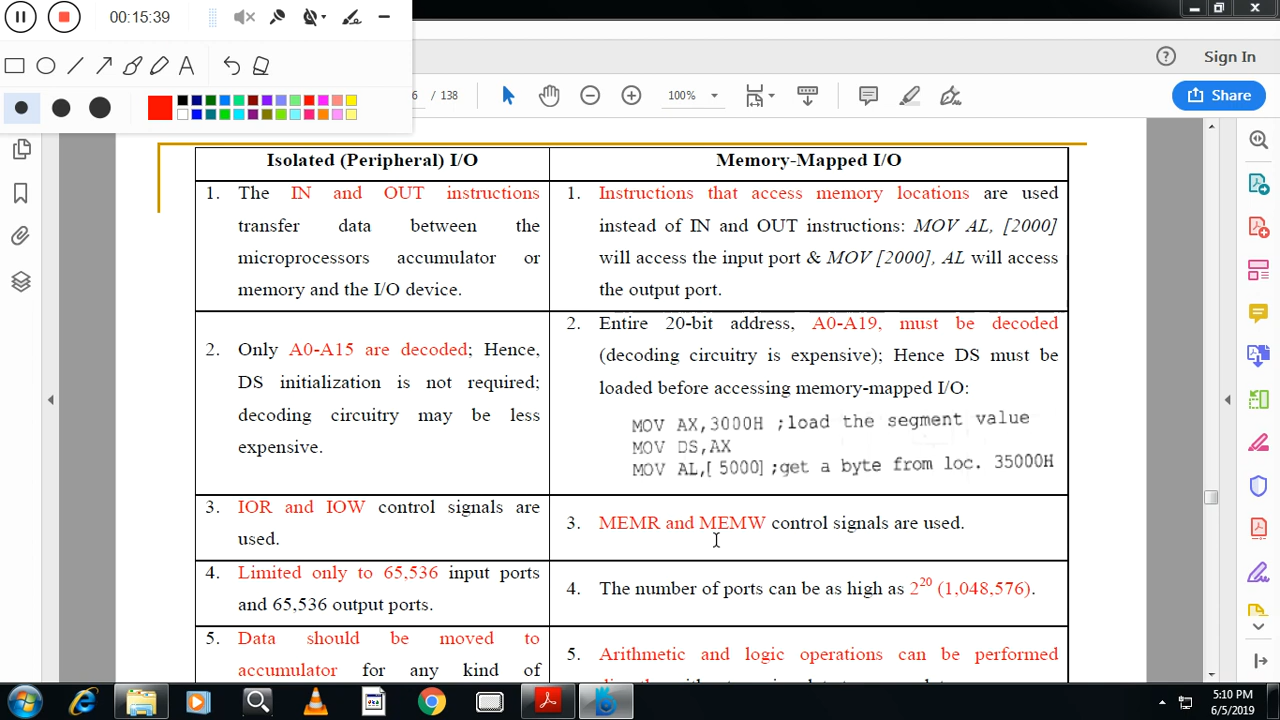 00:15:39
A
Sign In
6 / 138
100%
Share
Isolated (Peripheral) I/O
Memory-Mapped I/O
1. The IN and OUT instructions
transfer data between the
microprocessors accumulator or
memory and the I/O device.
1. Instructions that access memory locations are used
instead of IN and OUT instructions: MOV AL, [2000]
will access the input port & MOV [2000], AL will access
the output port.
2. Only A0-A15 are decoded; Hence,
DS initialization is not required;
decoding circuitry may be less
expensive.
2. Entire 20-bit address, A0-A19, must be decoded
(decoding circuitry is expensive); Hence DS must be
loaded before accessing memory-mapped I/O:
MOV AX,3000H ;load the segment value
MOV DS,AX
MOV AL,[5000] ;get a byte from loc. 35000H
3. IOR and IOW control signals are
used.
3. MEMR and MEMW control signals are used.
4. Limited only to 65,536 input ports
and 65,536 output ports.
4. The number of ports can be as high as 2^20 (1,048,576).
5. Data should be moved to
accumulator for any kind of
5. Arithmetic and logic operations can be performed
5:10 PM
6/5/2019